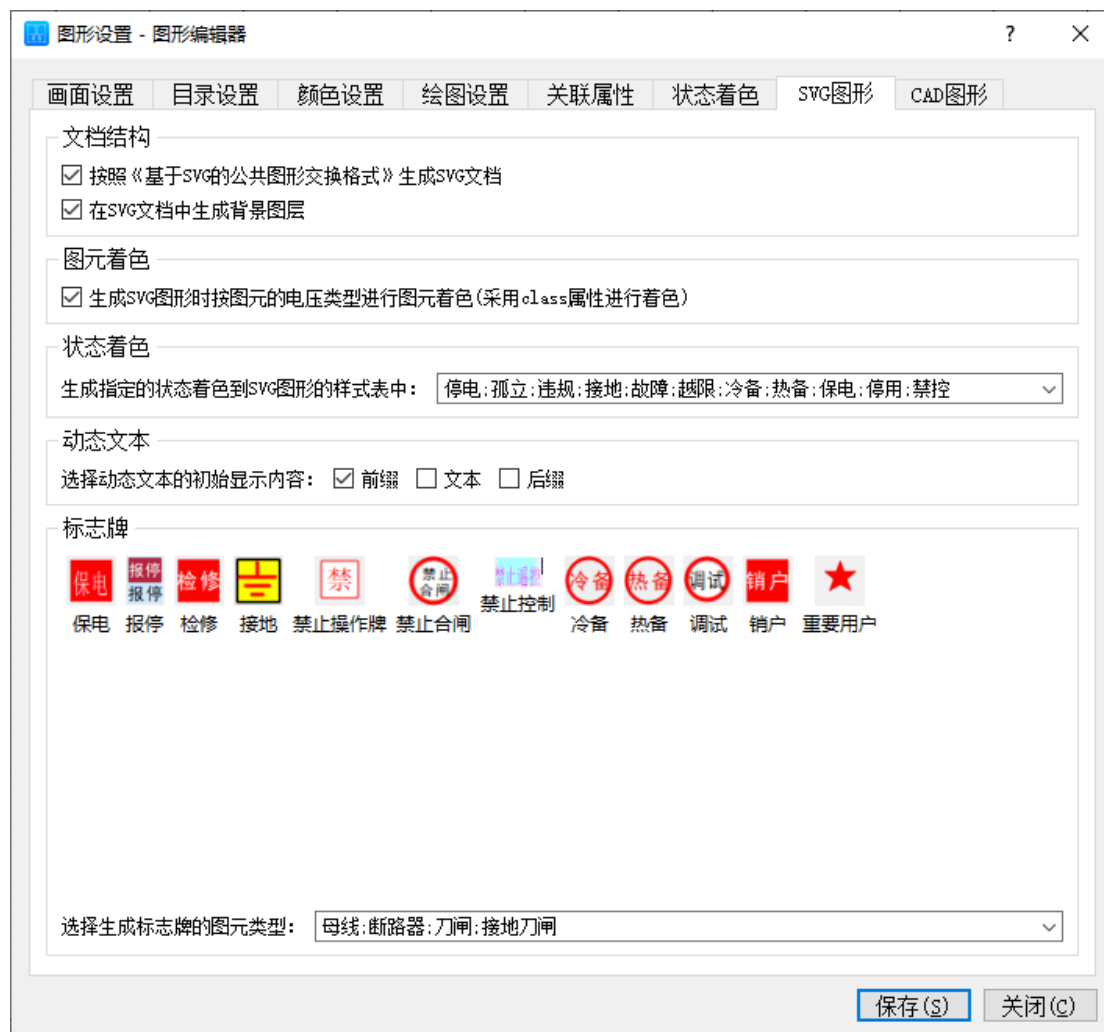 图形设置 - 图形编辑器 ?
画面设置 目录设置 颜色设置 绘图设置 关联属性 状态着色 SVG图形 CAD图形
文档结构
按照《基于SVG的公共图形交换格式》生成SVG文档
在SVG文档中生成背景图层
图元着色
生成SVG图形时按图元的电压类型进行图元着色(采用class属性进行着色)
状态着色
生成指定的状态着色到SVG图形的样式表中: 停电;孤立;违规;接地;故障;越限;冷备;热备;保电;停用;禁控
动态文本
选择动态文本的初始显示内容: 前缀 文本 后缀
标志牌
保电 报停 报停 检修 禁 禁止合闸 禁止遥控 冷备 热备 调试 销户
保电 报停 检修 接地 禁止操作牌 禁止合闸 禁止控制 冷备 热备 调试 销户 重要用户
选择生成标志牌的图元类型: 母线;断路器;刀闸;接地刀闸
保存(S) 关闭(C)